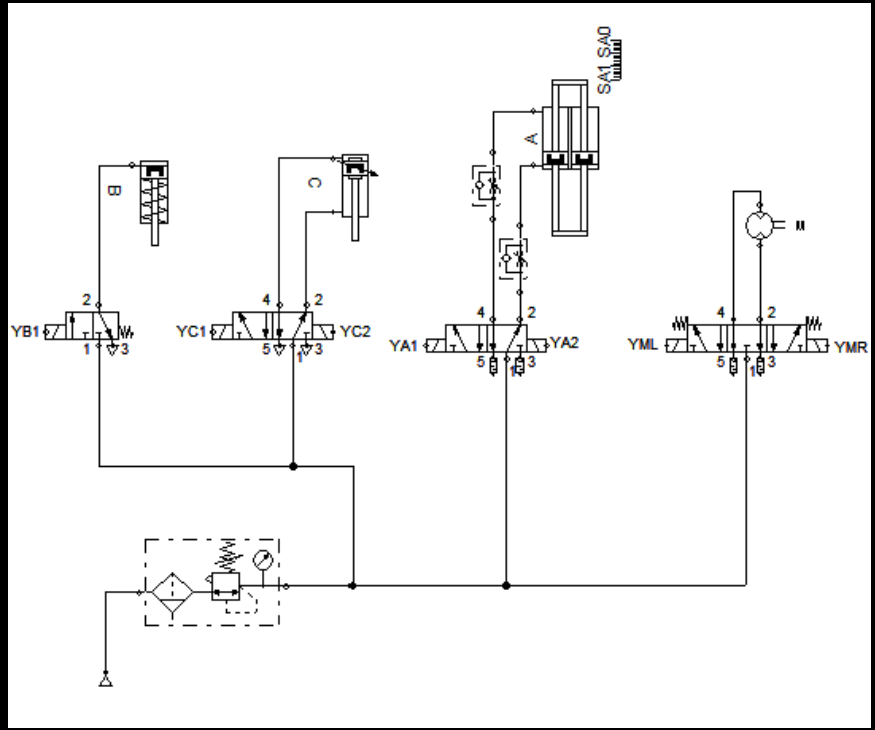 SA1 SA0
A
B
C
M
2
4 2
4 2
4 2
YB1
YC1 YC2
YA1 YA2
YML YMR
1 3
5 1 3
5 1 3
5 1 3